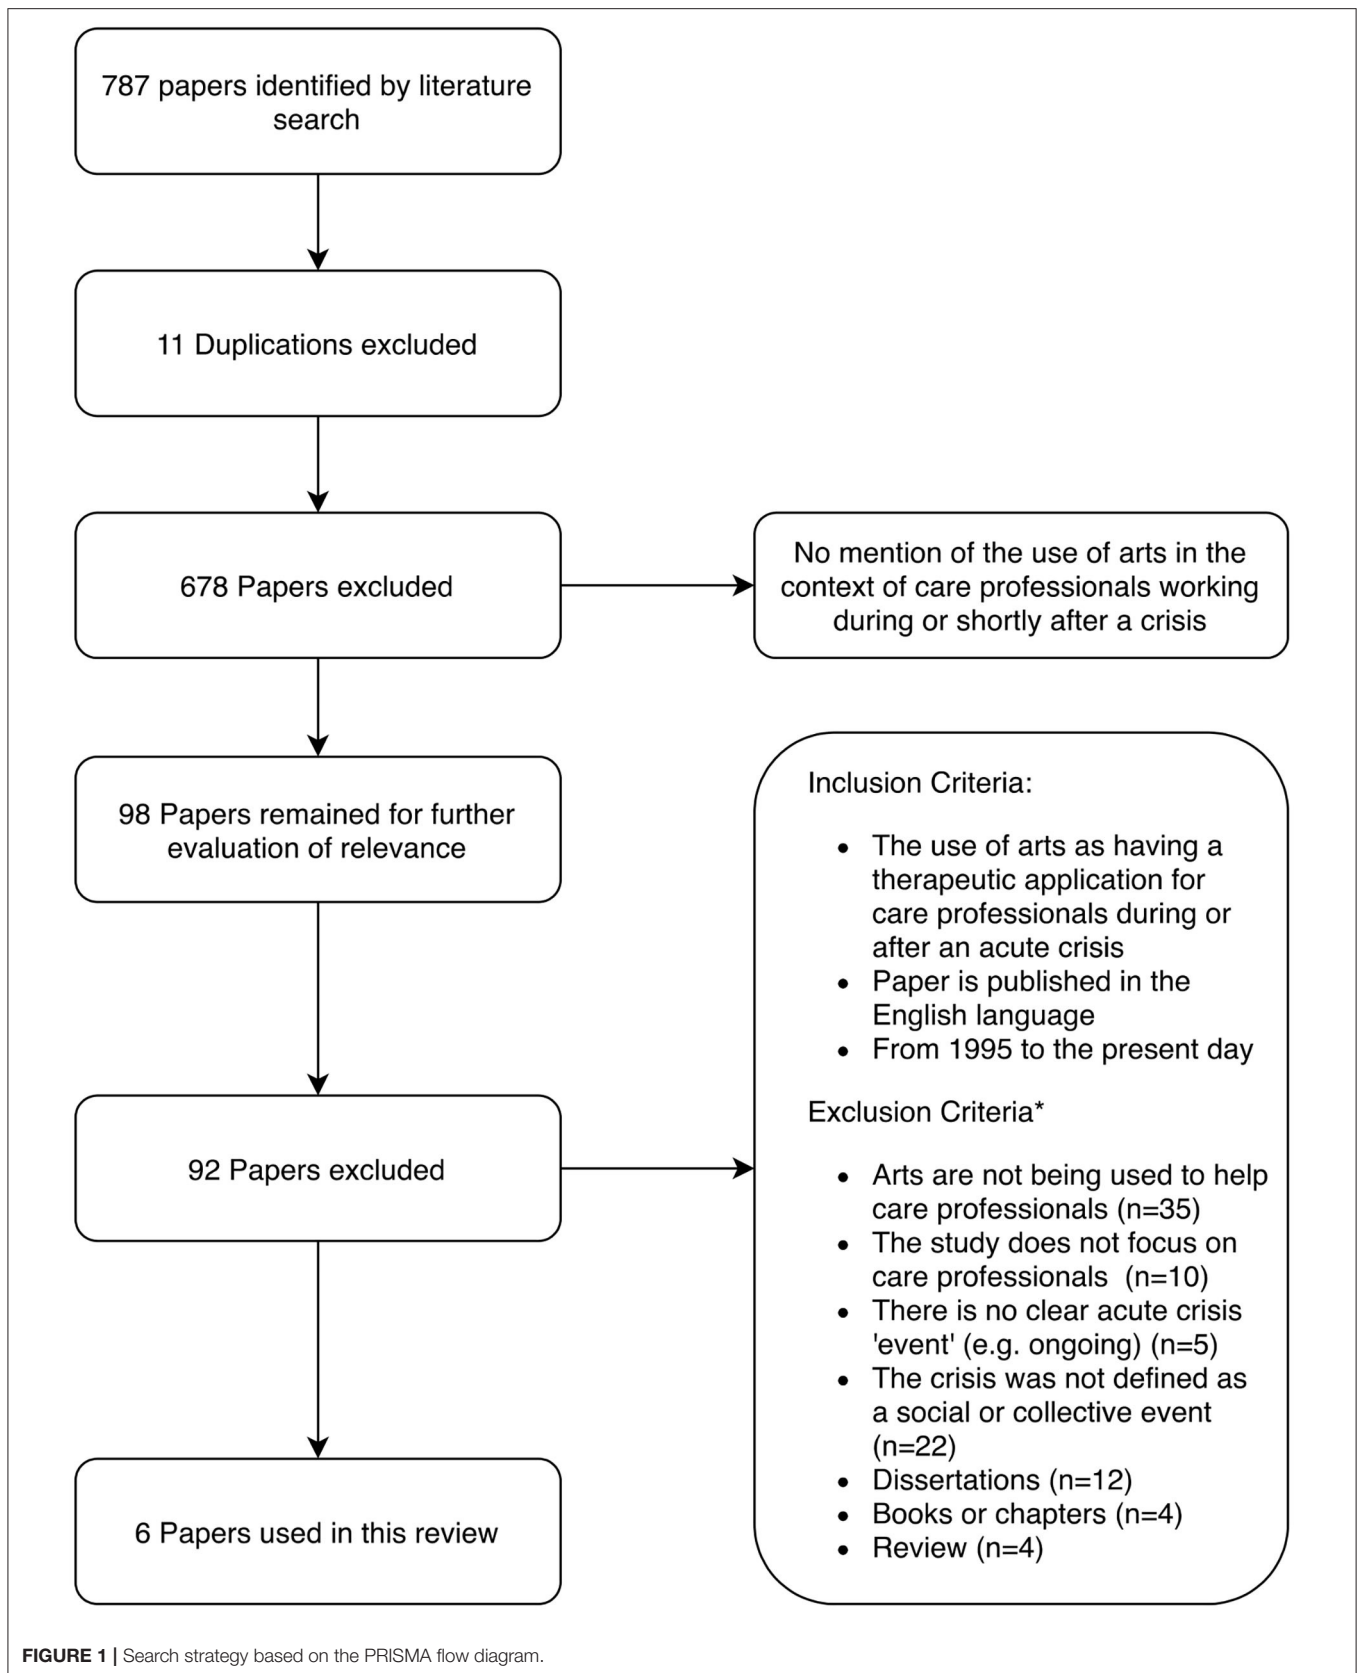 787 papers identified by literature
search
11 Duplications excluded
678 Papers excluded
No mention of the use of arts in the
context of care professionals working
during or shortly after a crisis
98 Papers remained for further
evaluation of relevance
92 Papers excluded
Inclusion Criteria:
• The use of arts as having a
therapeutic application for
care professionals during or
after an acute crisis
• Paper is published in the
English language
• From 1995 to the present day
Exclusion Criteria*
• Arts are not being used to help
care professionals (n=35)
• The study does not focus on
care professionals (n=10)
• There is no clear acute crisis
'event' (e.g. ongoing) (n=5)
• The crisis was not defined as
a social or collective event
(n=22)
• Dissertations (n=12)
• Books or chapters (n=4)
• Review (n=4)
6 Papers used in this review
FIGURE 1 | Search strategy based on the PRISMA flow diagram.